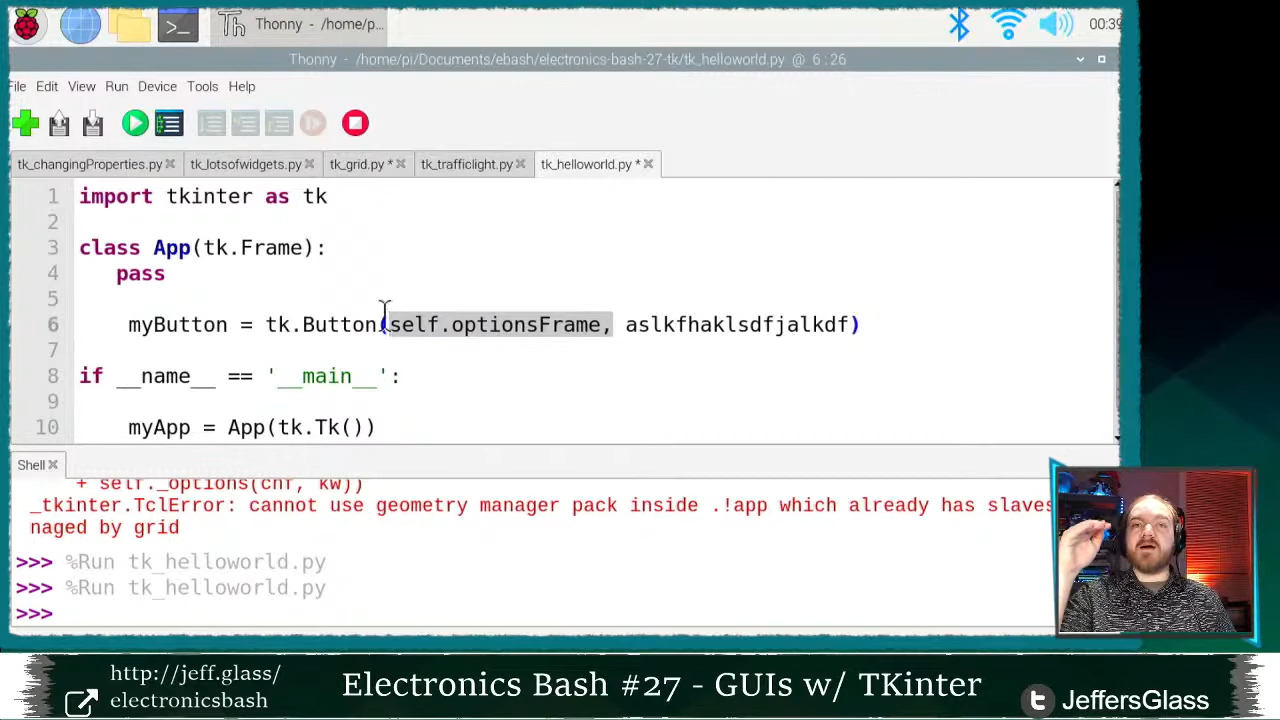 Thonny - /home/p...
00:39
Thonny - /home/pi/Documents/ebash/electronics-bash-27-tk/tk_helloworld.py @ 6:26
File Edit View Run Device Tools Help
tk_changingProperties.py
tk_lotsofwidgets.py
tk_grid.py *
tk_trafficlight.py
tk_helloworld.py *
1 import tkinter as tk
2
3 class App(tk.Frame):
4 pass
5
6 myButton = tk.Button(self.optionsFrame, aslkfhaklsdfjalkdf)
7
8 if __name__ == '__main__':
9
10 myApp = App(tk.Tk())
Shell
+ self._options(cnf, kw))
_tkinter.TclError: cannot use geometry manager pack inside .!app which already has slaves
naged by grid
>>> %Run tk_helloworld.py
>>> %Run tk_helloworld.py
>>>
http://jeff.glass/
electronicsbash
Electronics Bash #27 - GUIs w/ TKinter
JeffersGlass